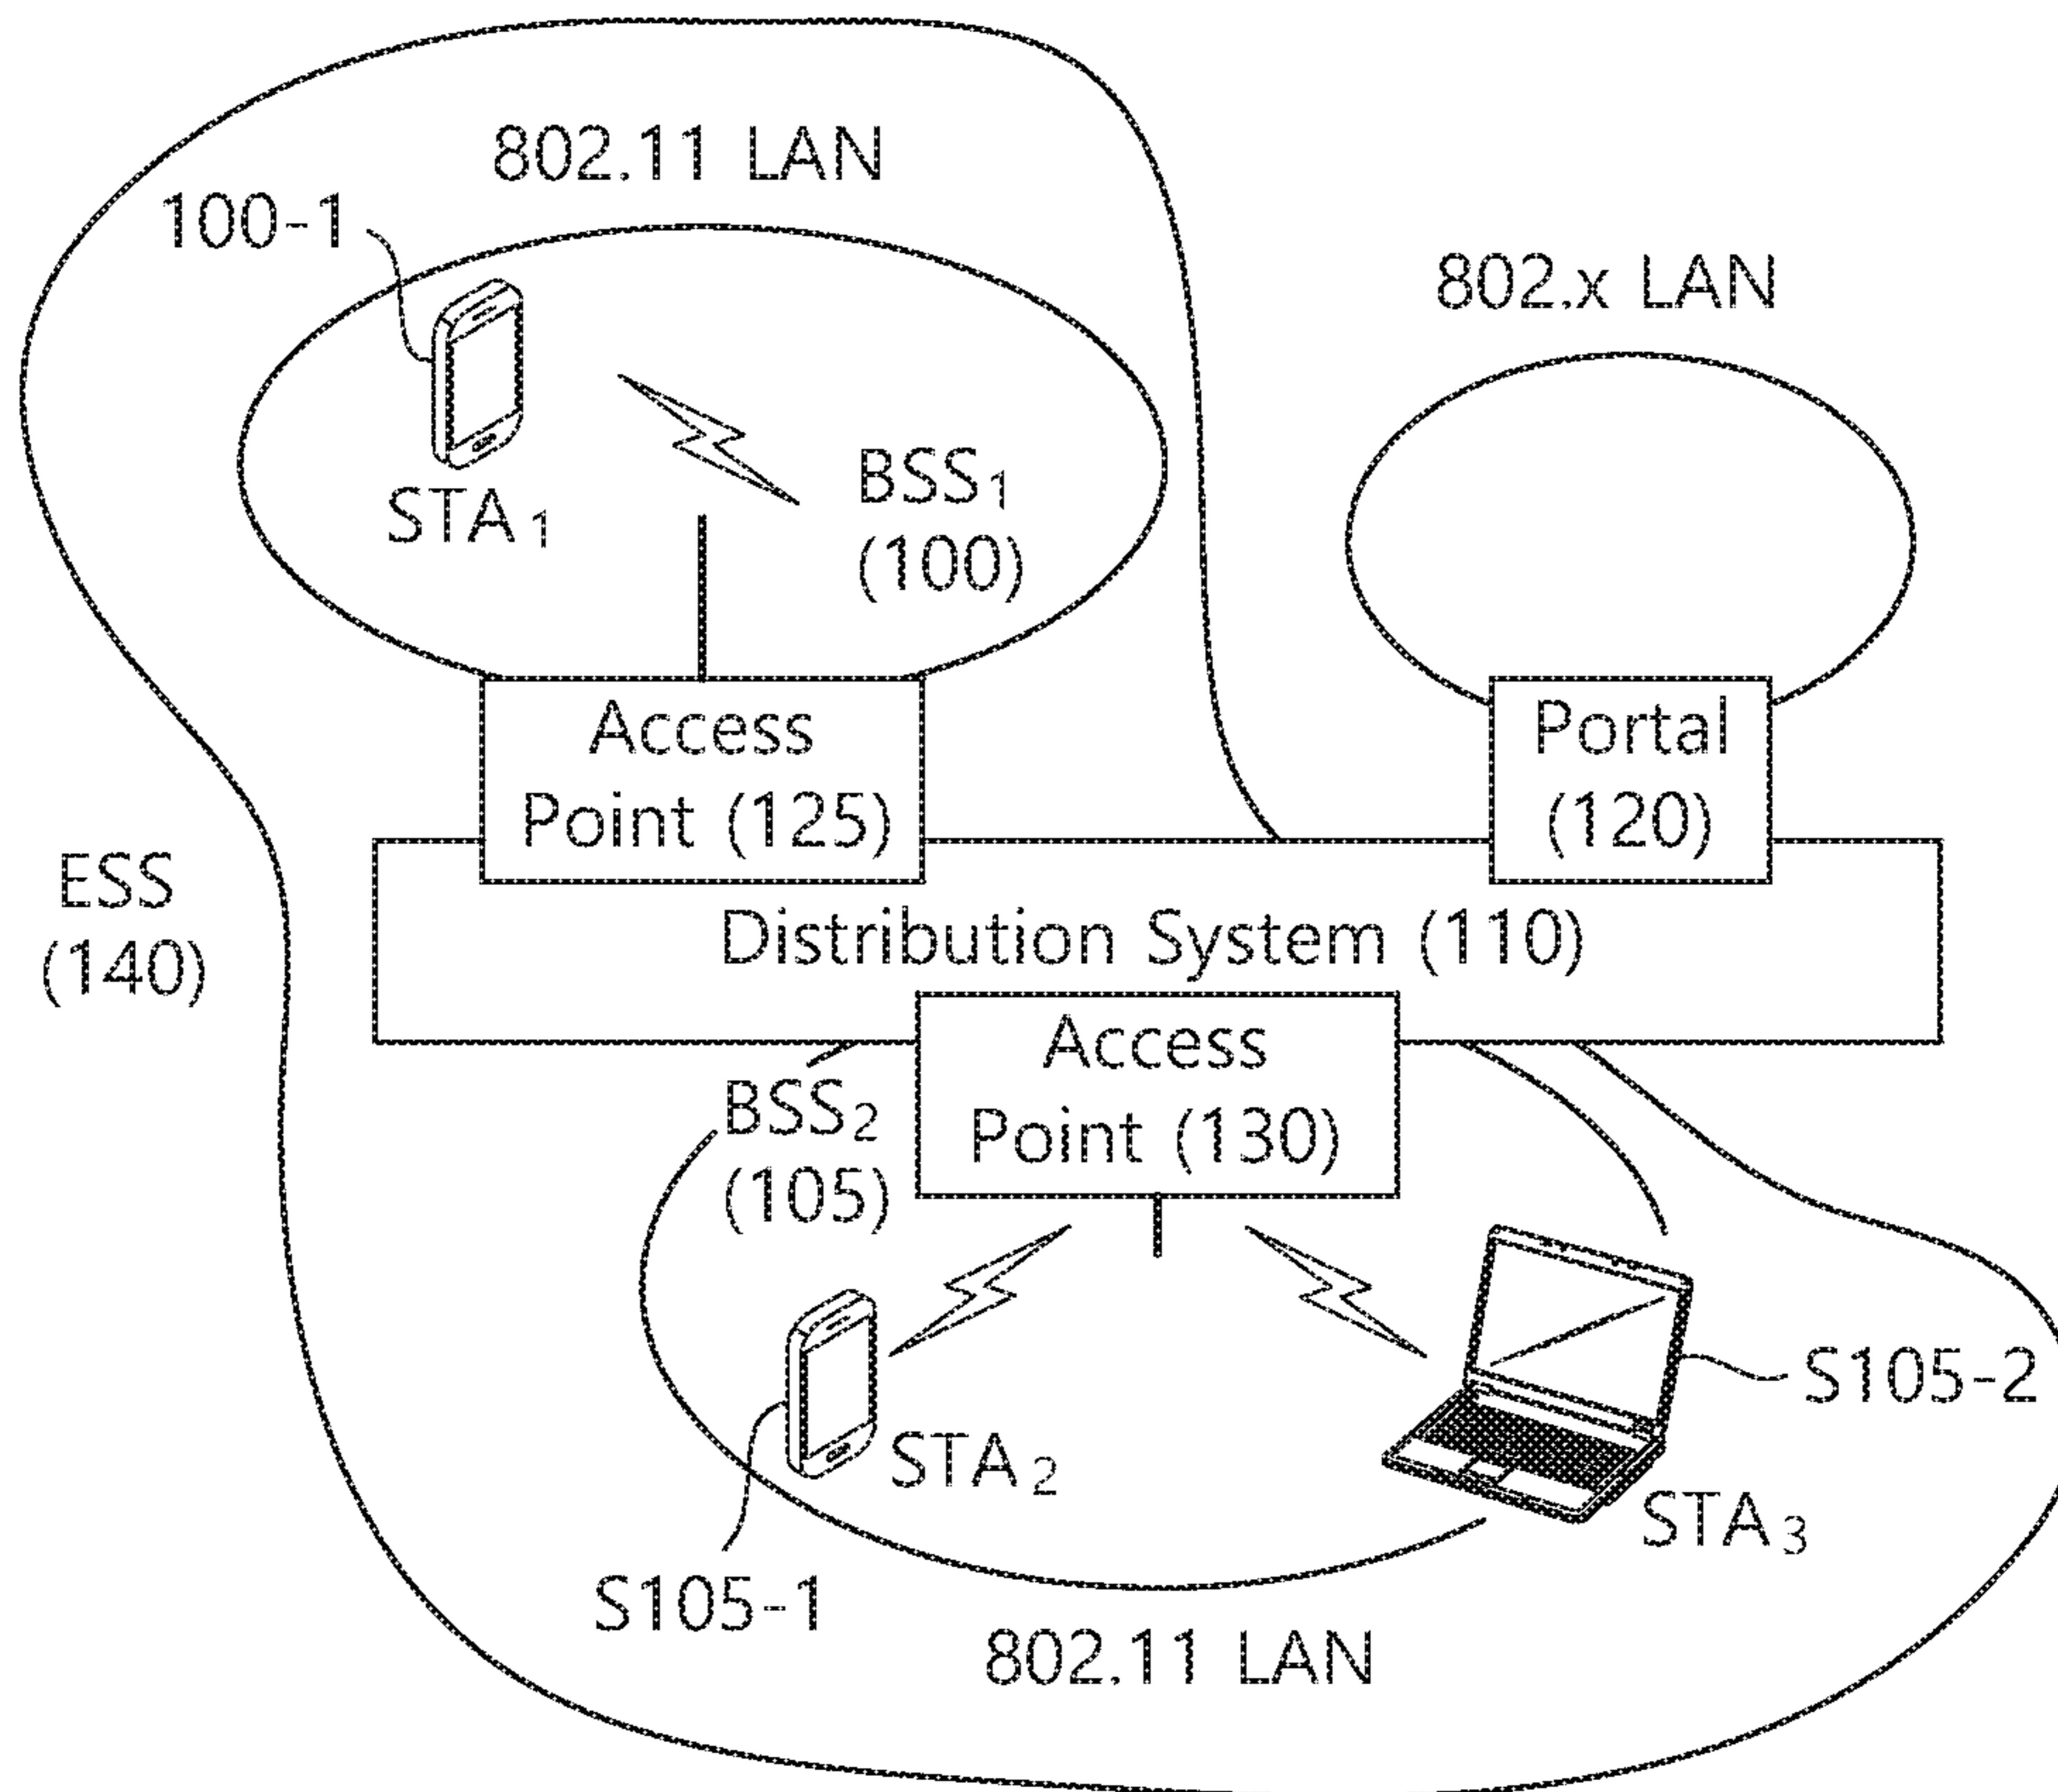 802.11 LAN
100-1
802.x LAN
STA₁
BSS₁
(100)
Access
Point (125)
Portal
(120)
ESS
(140)
Distribution System (110)
BSS₂
(105)
Access
Point (130)
S105-2
STA₂
STA₃
S105-1
802.11 LAN